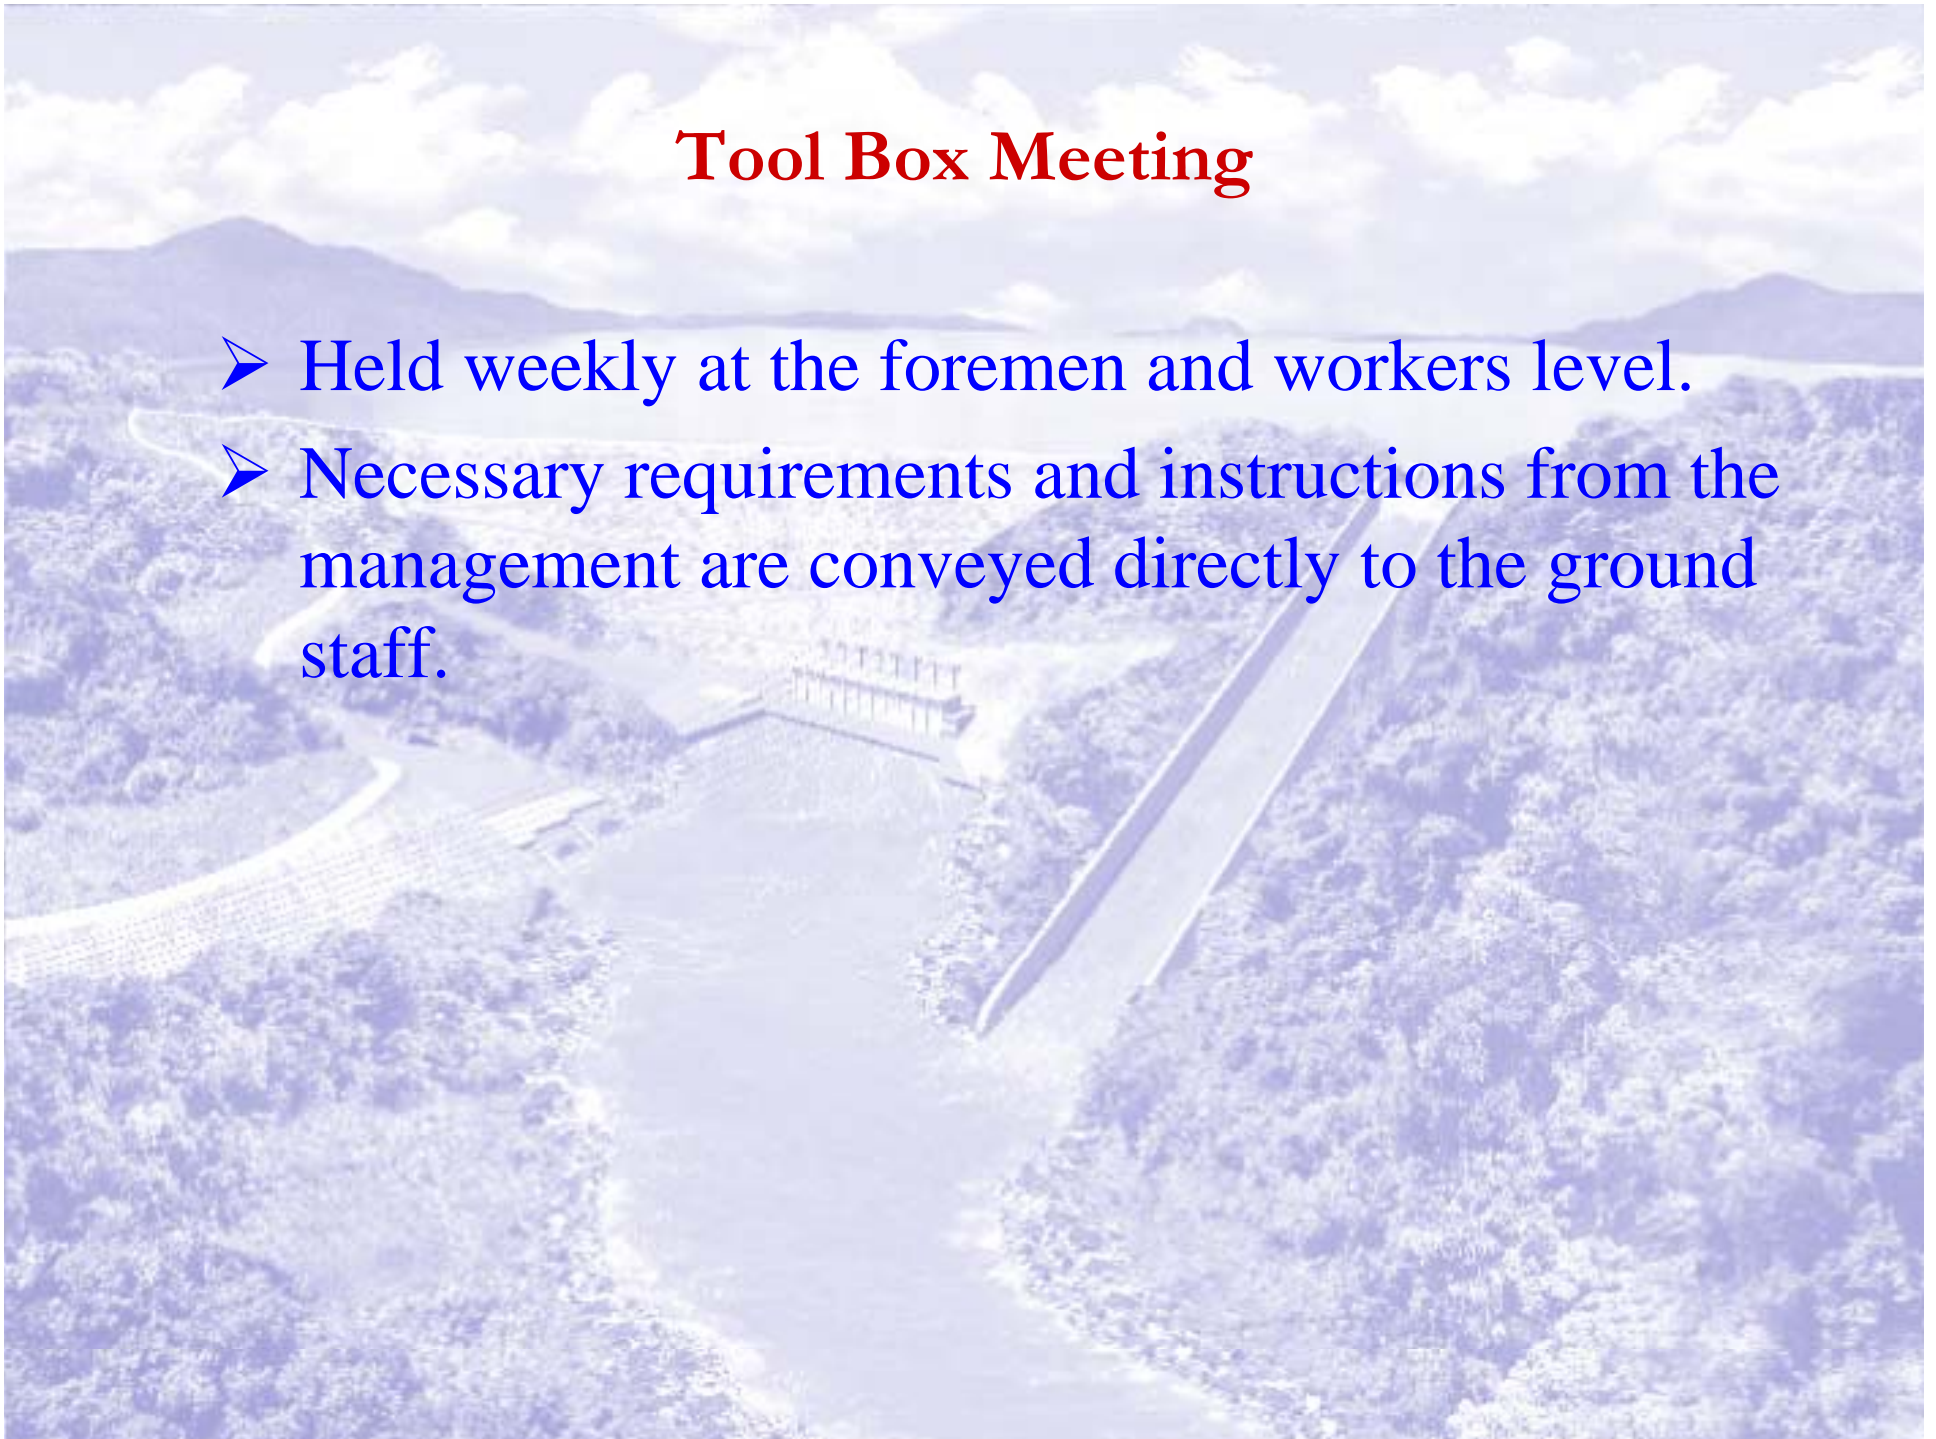 Tool Box Meeting
➢ Held weekly at the foremen and workers level.
➢ Necessary requirements and instructions from the
management are conveyed directly to the ground
staff.